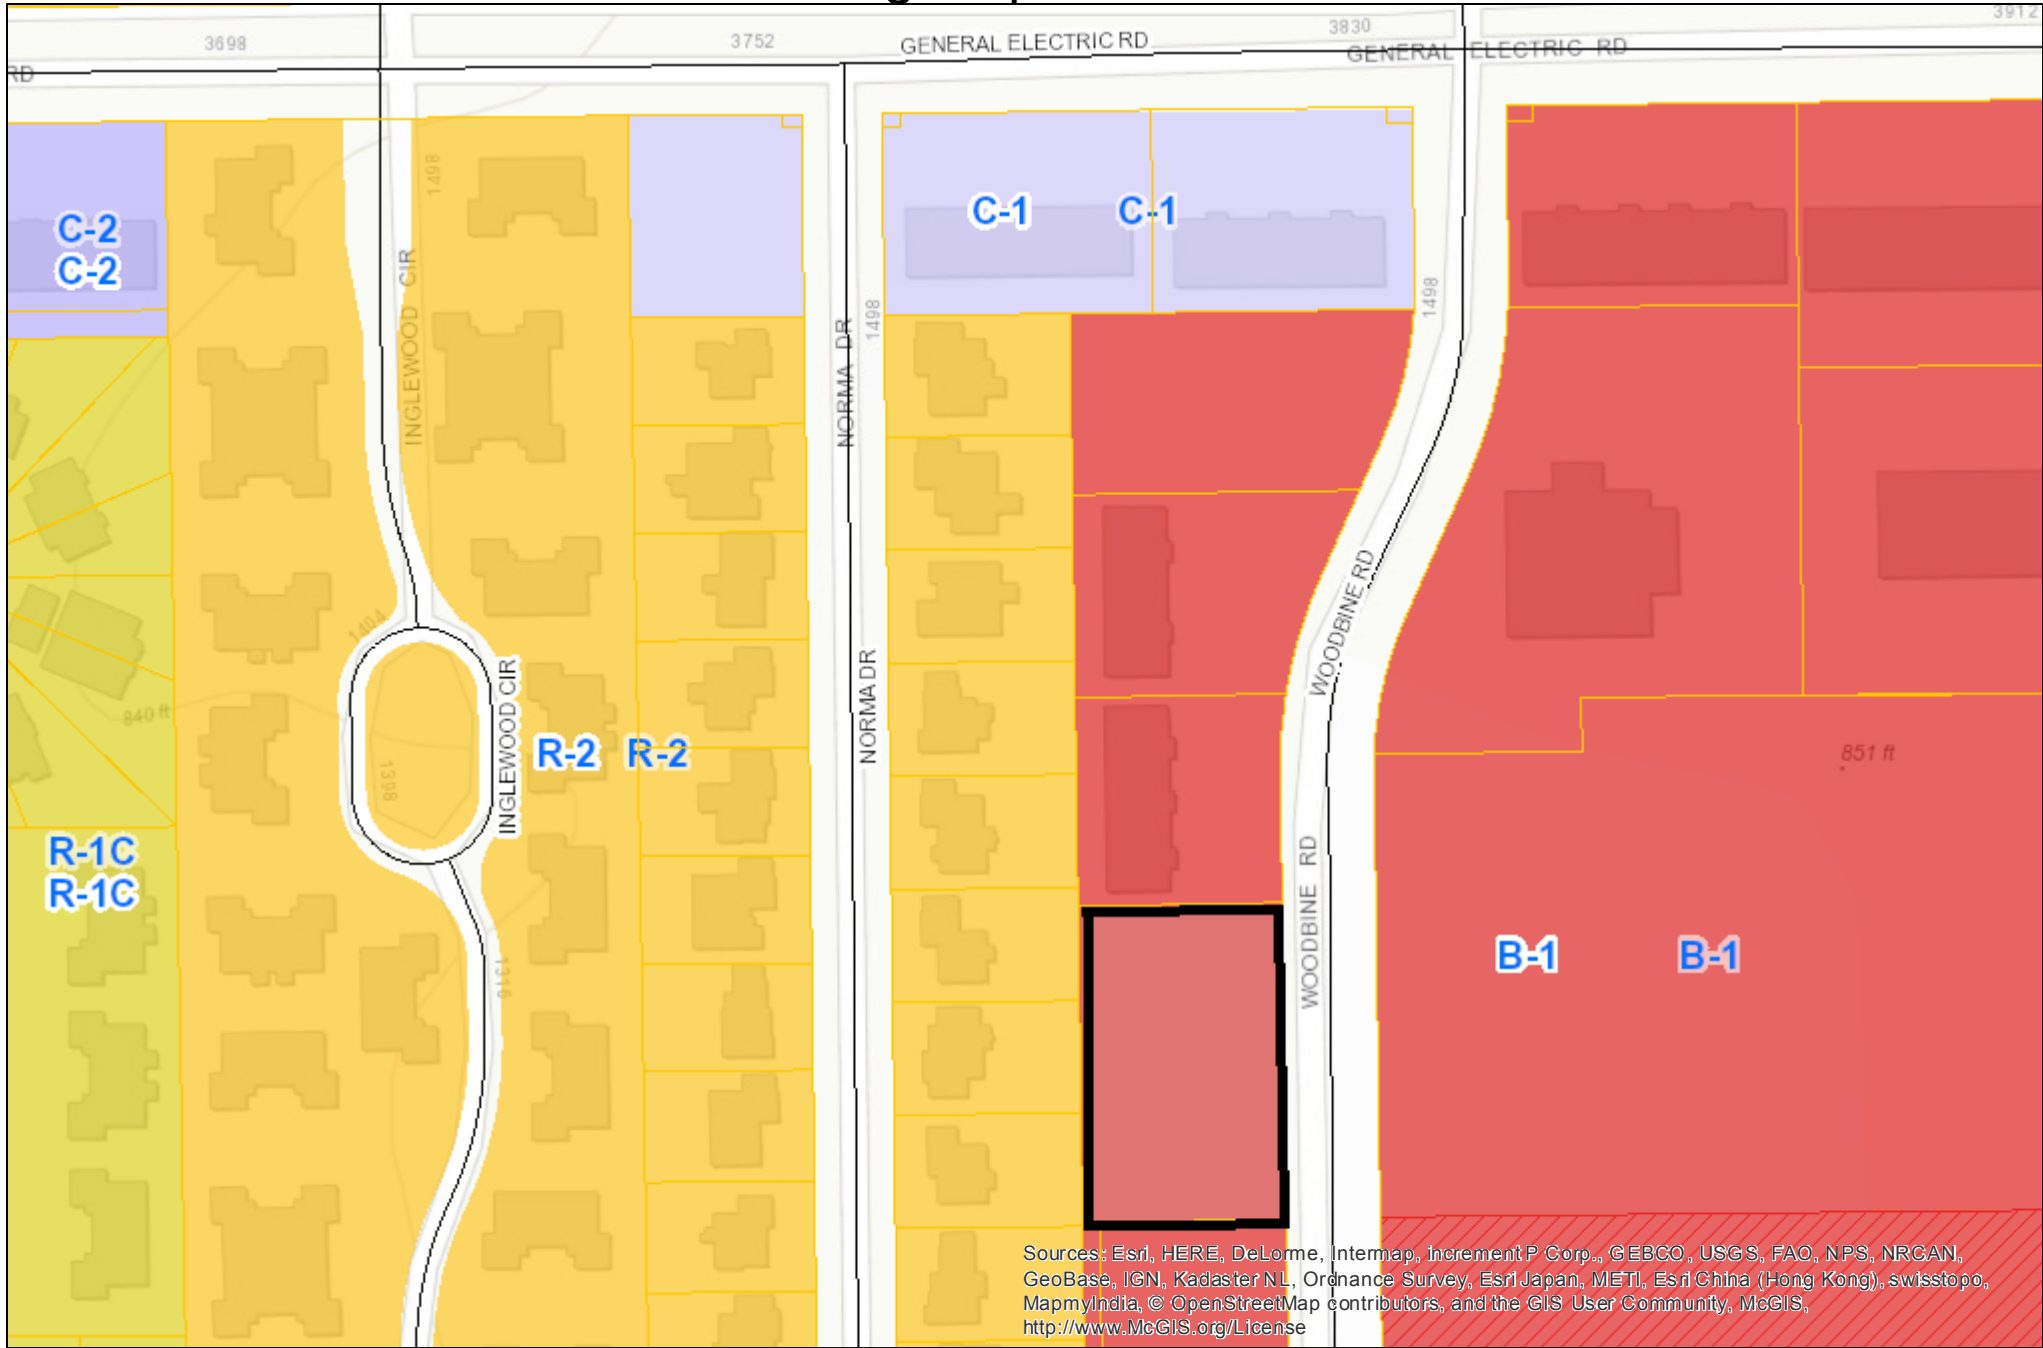 3698
3752
GENERAL ELECTRIC RD
3830
GENERAL ELECTRIC RD
3912
RD
C-2
C-2
1498
INGLEWOOD CIR
C-1
C-1
1498
NORMA DR
1498
WOODBINE RD
1404
840 ft
1398
INGLEWOOD CIR
R-2
R-2
NORMA DR
851 ft
R-1C
R-1C
WOODBINE RD
1316
B-1
B-1
Sources: Esri, HERE, DeLorme, Intermap, increment P Corp., GEBCO, USGS, FAO, NPS, NRCAN,
GeoBase, IGN, Kadaster NL, Ordnance Survey, Esri Japan, METI, Esri China (Hong Kong), swisstopo,
MapmyIndia, © OpenStreetMap contributors, and the GIS User Community, McGIS,
http://www.McGIS.org/License